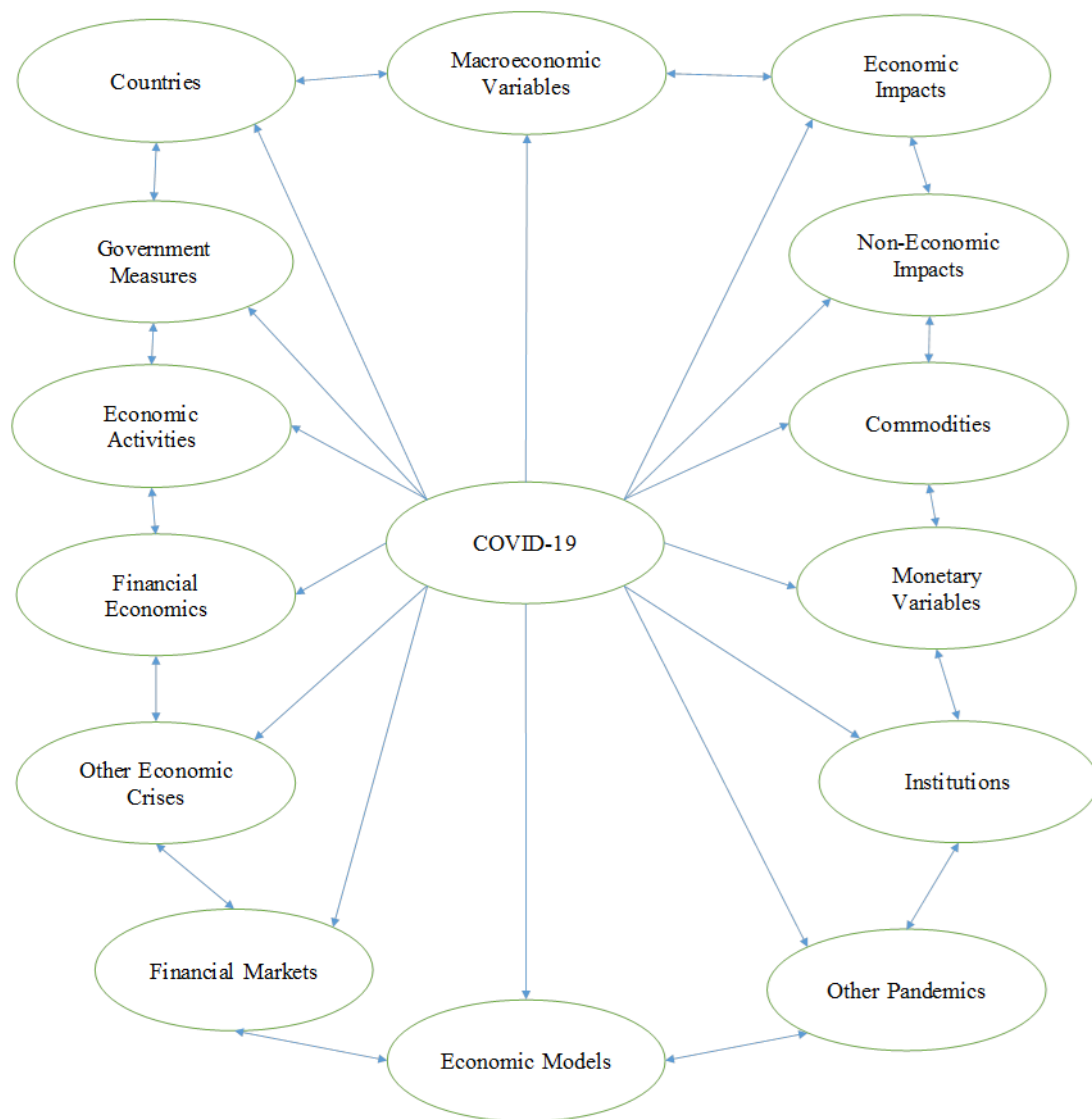 Countries
Macroeconomic
Variables
Economic
Impacts
Government
Measures
Non-Economic
Impacts
Economic
Activities
Commodities
COVID-19
Financial
Economics
Monetary
Variables
Other Economic
Crises
Institutions
Financial Markets
Other Pandemics
Economic Models